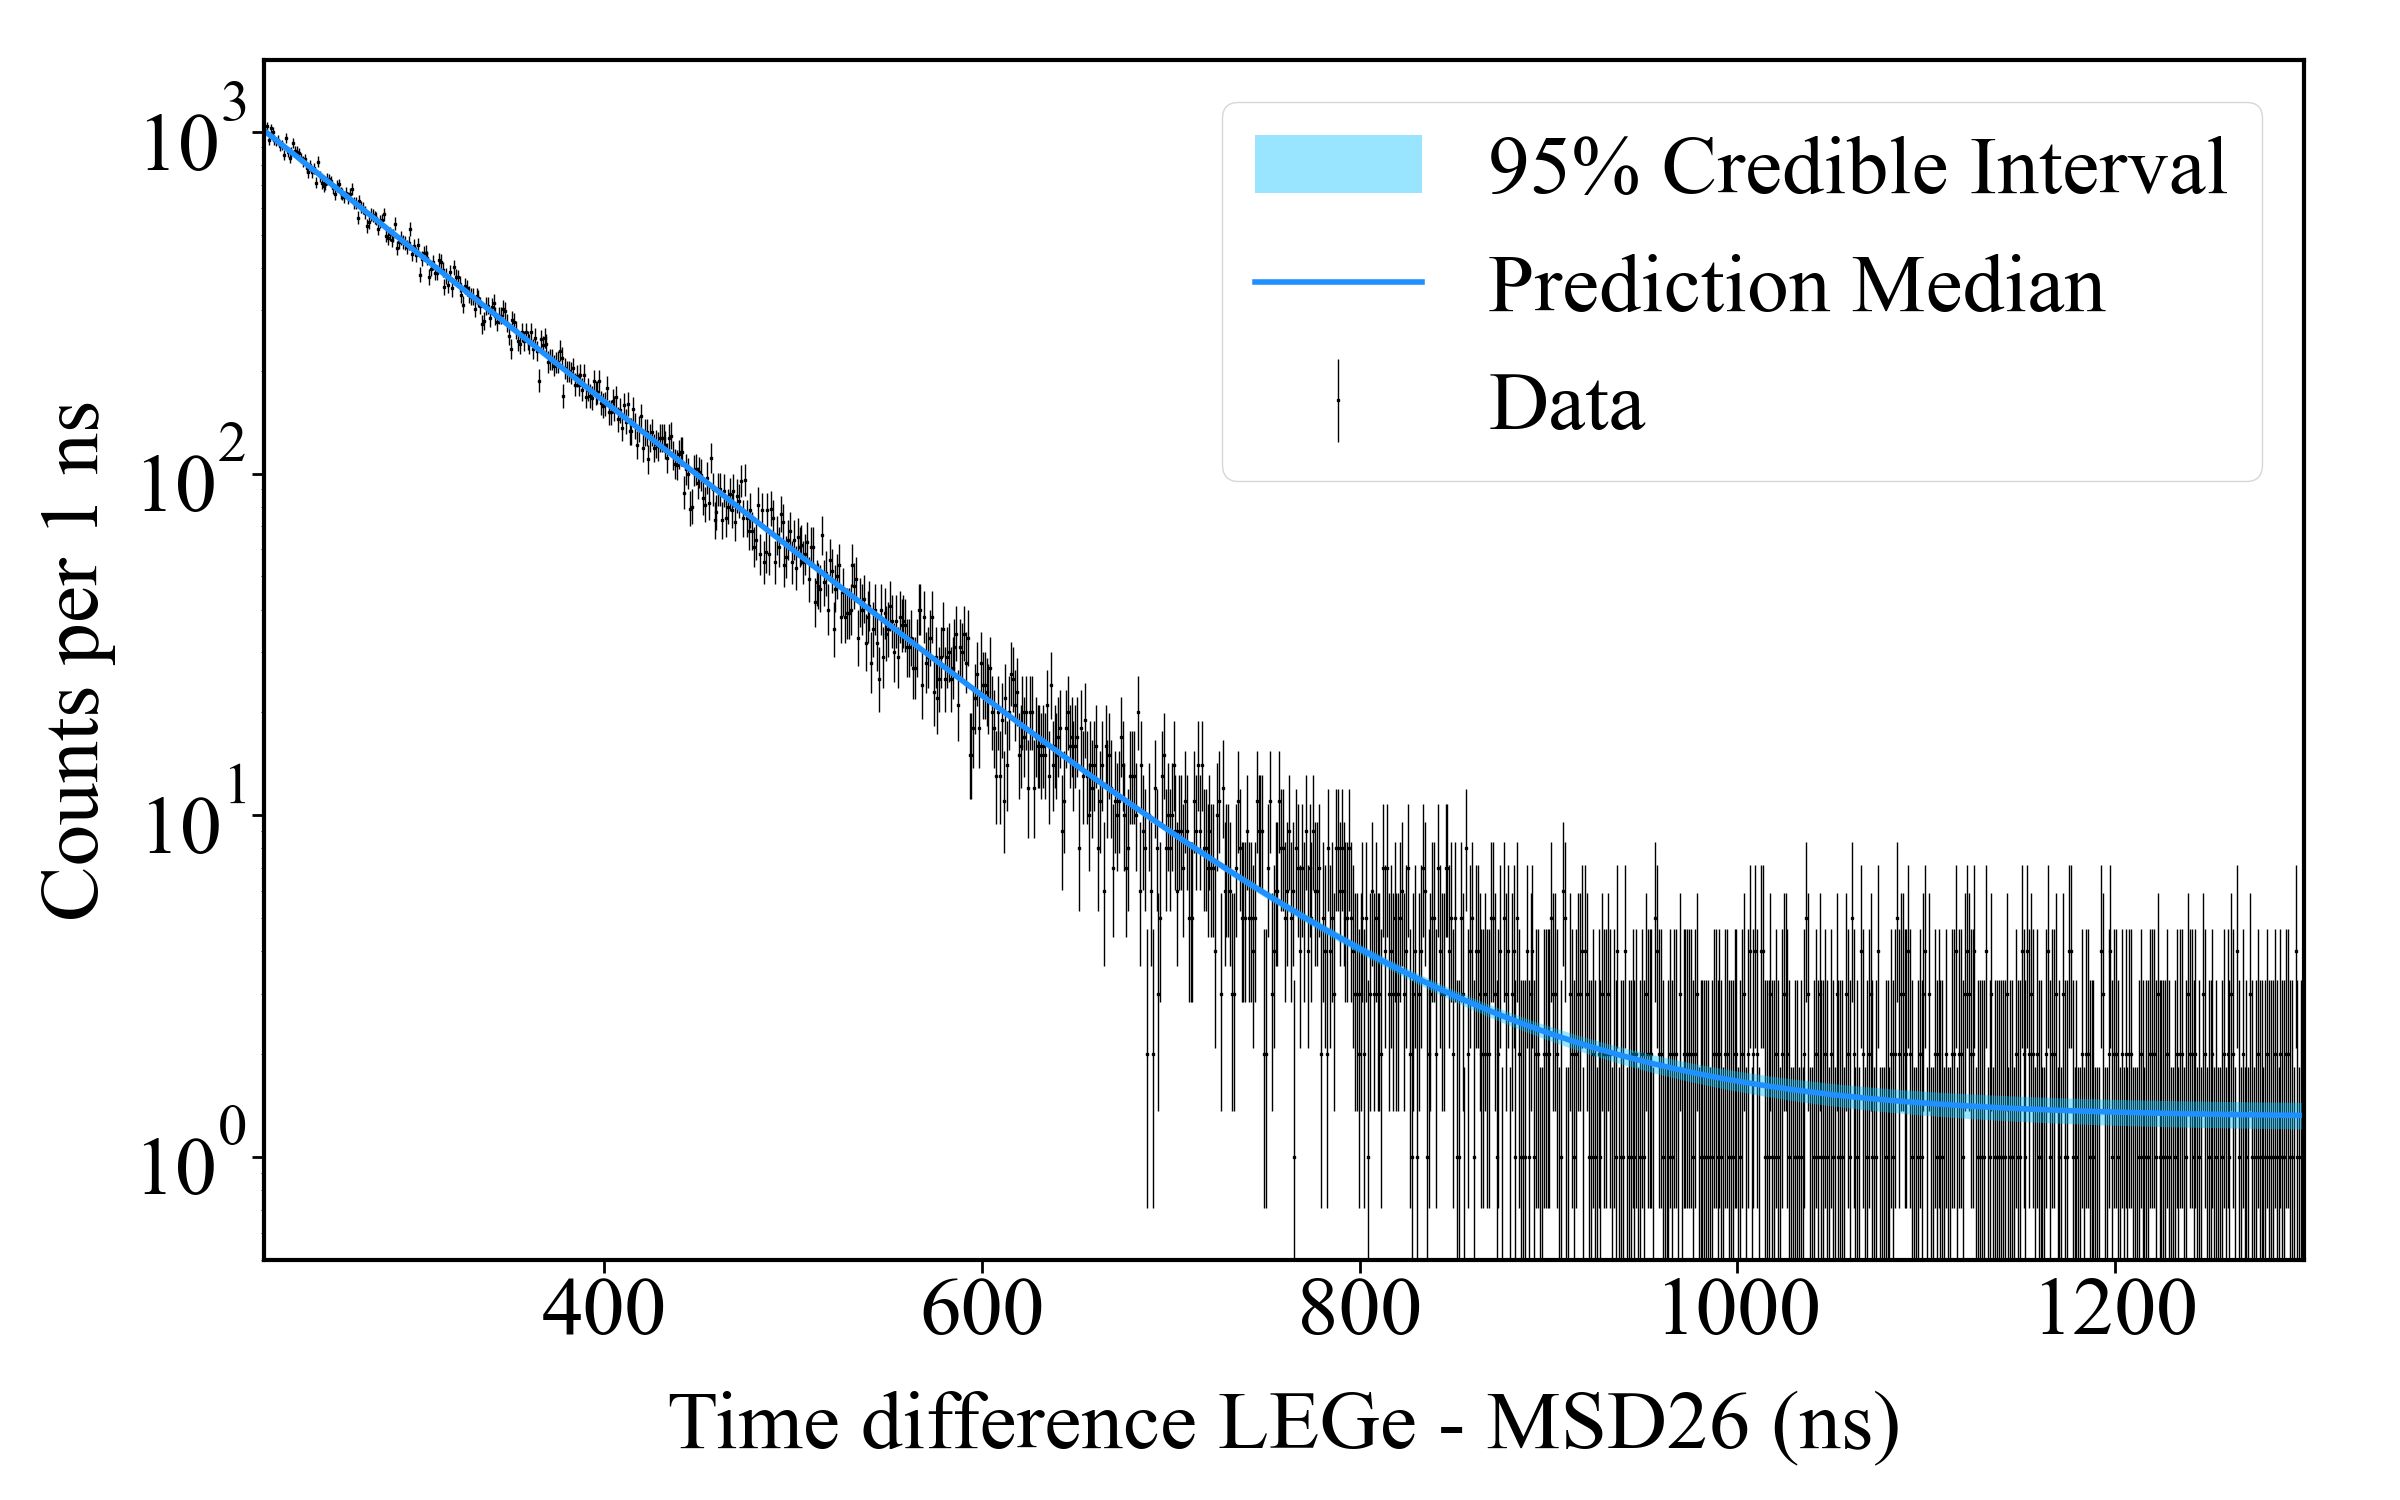 10^3
10^2
10^1
10^0
Counts per 1 ns
95% Credible Interval
Prediction Median
Data
400 600 800 1000 1200
Time difference LEGe - MSD26 (ns)